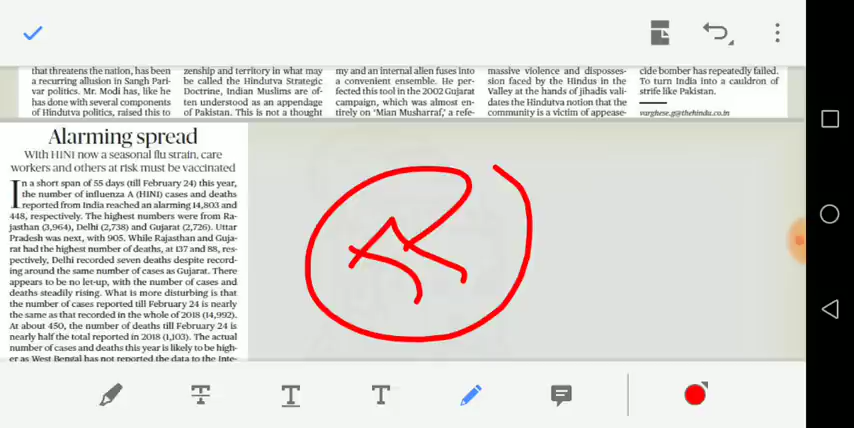 that threatens the nation, has been
a recurring allusion in Sangh Pari-
var politics. Mr. Modi has, like he
has done with several components
of Hindutva politics, raised this to
zenship and territory in what may
be called the Hindutva Strategic
Doctrine, Indian Muslims are of-
ten understood as an appendage
of Pakistan. This is not a thought
my and an internal alien fuses into
a convenient ensemble. He per-
fected this tool in the 2002 Gujarat
campaign, which was almost en-
tirely on ‘Mian Musharraf,’ a refe-
massive violence and disposses-
sion faced by the Hindus in the
Valley at the hands of jihadis vali-
dates the Hindutva notion that the
community is a victim of appease-
cide bomber has repeatedly failed.
To turn India into a cauldron of
strife like Pakistan.
varghese.g@thehindu.co.in
Alarming spread
With H1N1 now a seasonal flu strain, care
workers and others at risk must be vaccinated
In a short span of 55 days (till February 24) this year,
the number of influenza A (H1N1) cases and deaths
reported from India reached an alarming 14,803 and
448, respectively. The highest numbers were from Ra-
jasthan (3,964), Delhi (2,738) and Gujarat (2,726). Uttar
Pradesh was next, with 905. While Rajasthan and Guja-
rat had the highest number of deaths, at 137 and 88, res-
pectively, Delhi recorded seven deaths despite record-
ing around the same number of cases as Gujarat. There
appears to be no let-up, with the number of cases and
deaths steadily rising. What is more disturbing is that
the number of cases reported till February 24 is nearly
the same as that recorded in the whole of 2018 (14,992).
At about 450, the number of deaths till February 24 is
nearly half the total reported in 2018 (1,103). The actual
number of cases and deaths this year is likely to be high-
er as West Bengal has not reported the data to the Inte-
T
T
T